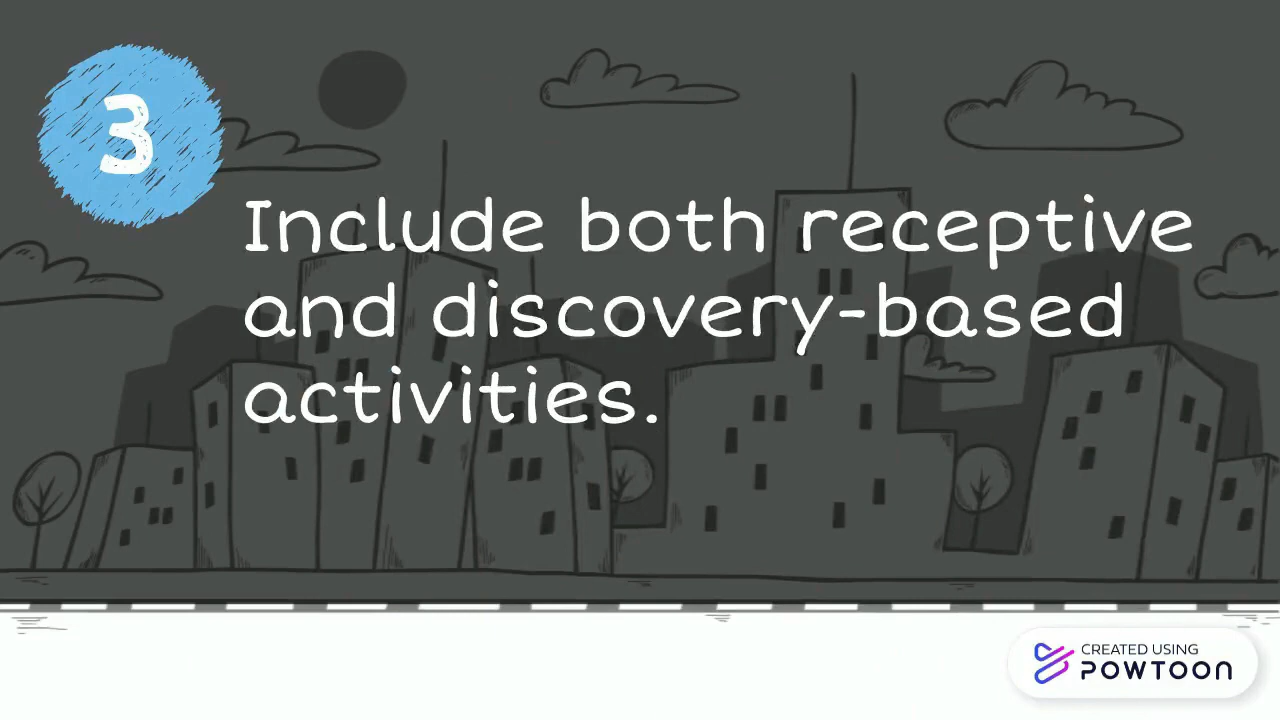 3
Include both receptive
and discovery-based
activities.
CREATED USING
POWTOON